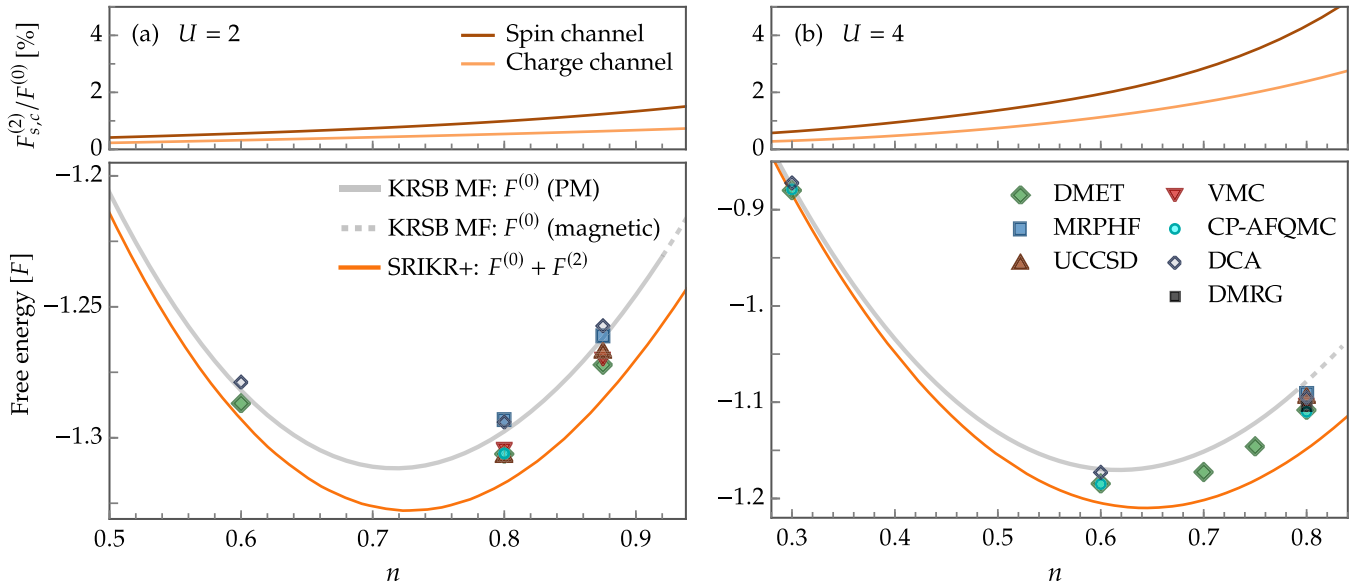 (a) U = 2
Spin channel
Charge channel
F_{s,c}^{(2)}/F^{(0)} [%]
4
2
0
(b) U = 4
4
2
0
KRSB MF: F^{(0)} (PM)
KRSB MF: F^{(0)} (magnetic)
SRIKR+: F^{(0)} + F^{(2)}
Free energy [F]
−1.2
−1.25
−1.3
0.5 0.6 0.7 0.8 0.9
n
DMET VMC
MRPHF CP-AFQMC
UCCSD DCA
DMRG
−0.9
−1
−1.1
−1.2
0.3 0.4 0.5 0.6 0.7 0.8
n